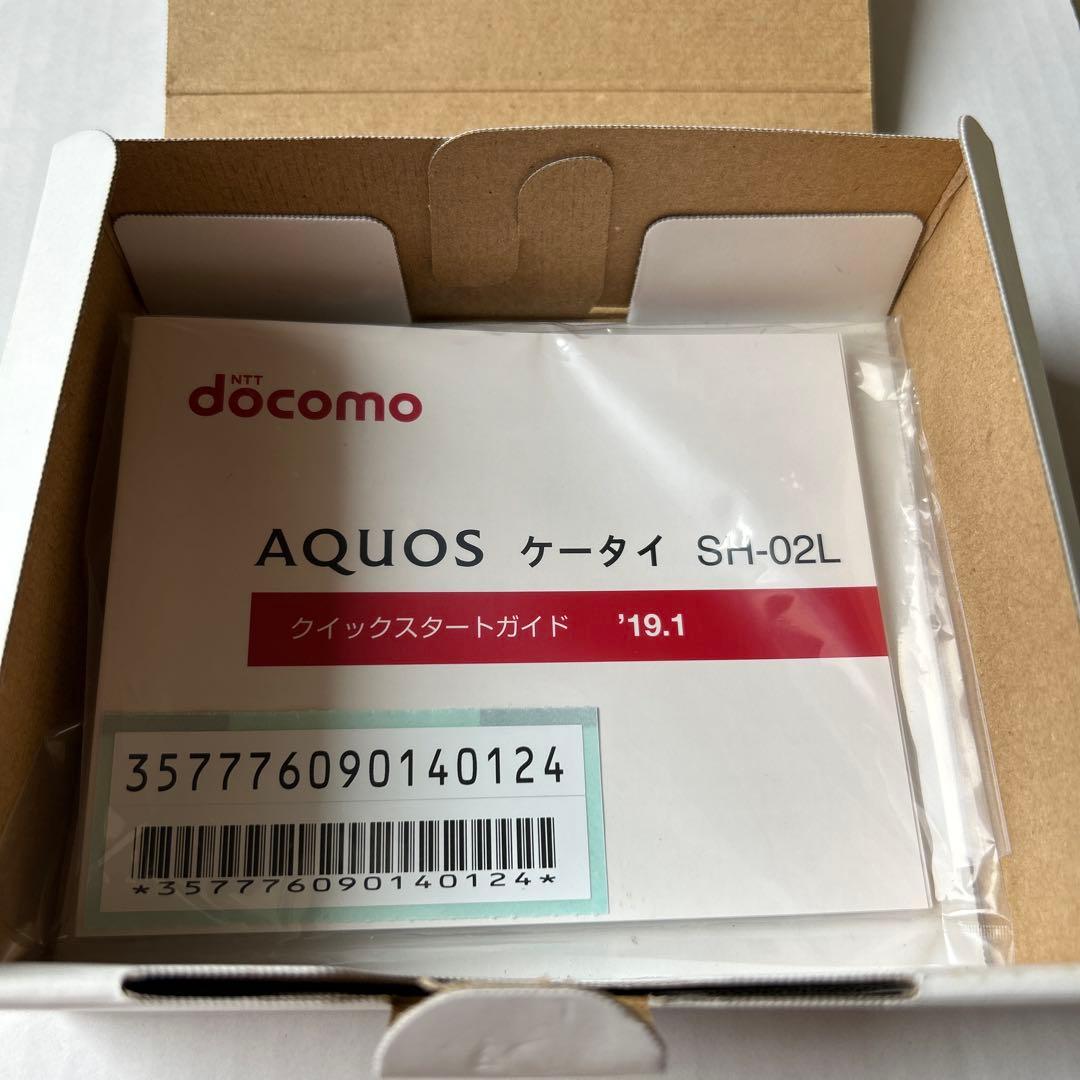 NTT
docomo
AQUOS ケータイ SH-02L
クイックスタートガイド ’19.1
357776090140124
*357776090140124*